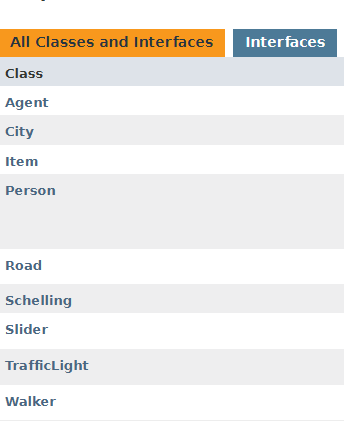 All Classes and Interfaces Interfaces
Class
Agent
City
Item
Person
Road
Schelling
Slider
TrafficLight
Walker